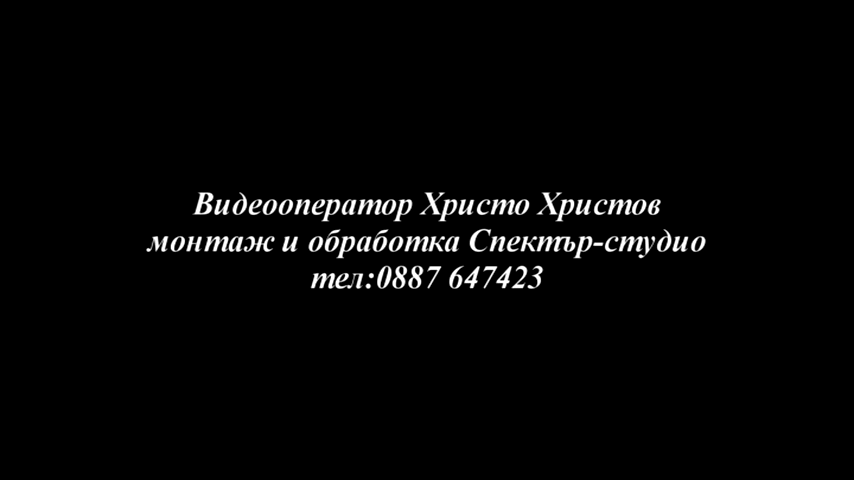 Видеооператор Христо Христов
монтаж и обработка Спектър-студио
тел:0887 647423